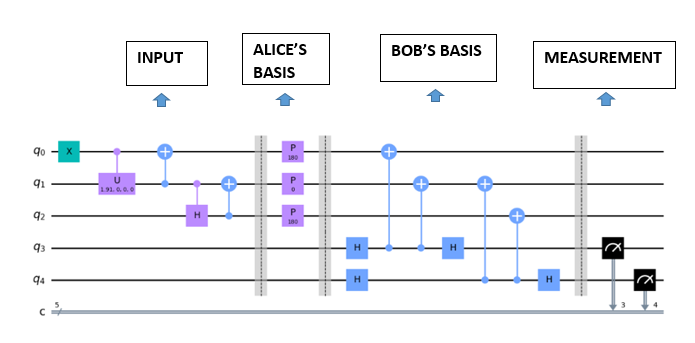 INPUT
ALICE'S
BASIS
BOB'S BASIS
MEASUREMENT
q0 X P
180
q1 U
1.91, 0, 0, 0 P
0
q2 H P
180
q3 H H
q4 H H
c 5 3 4